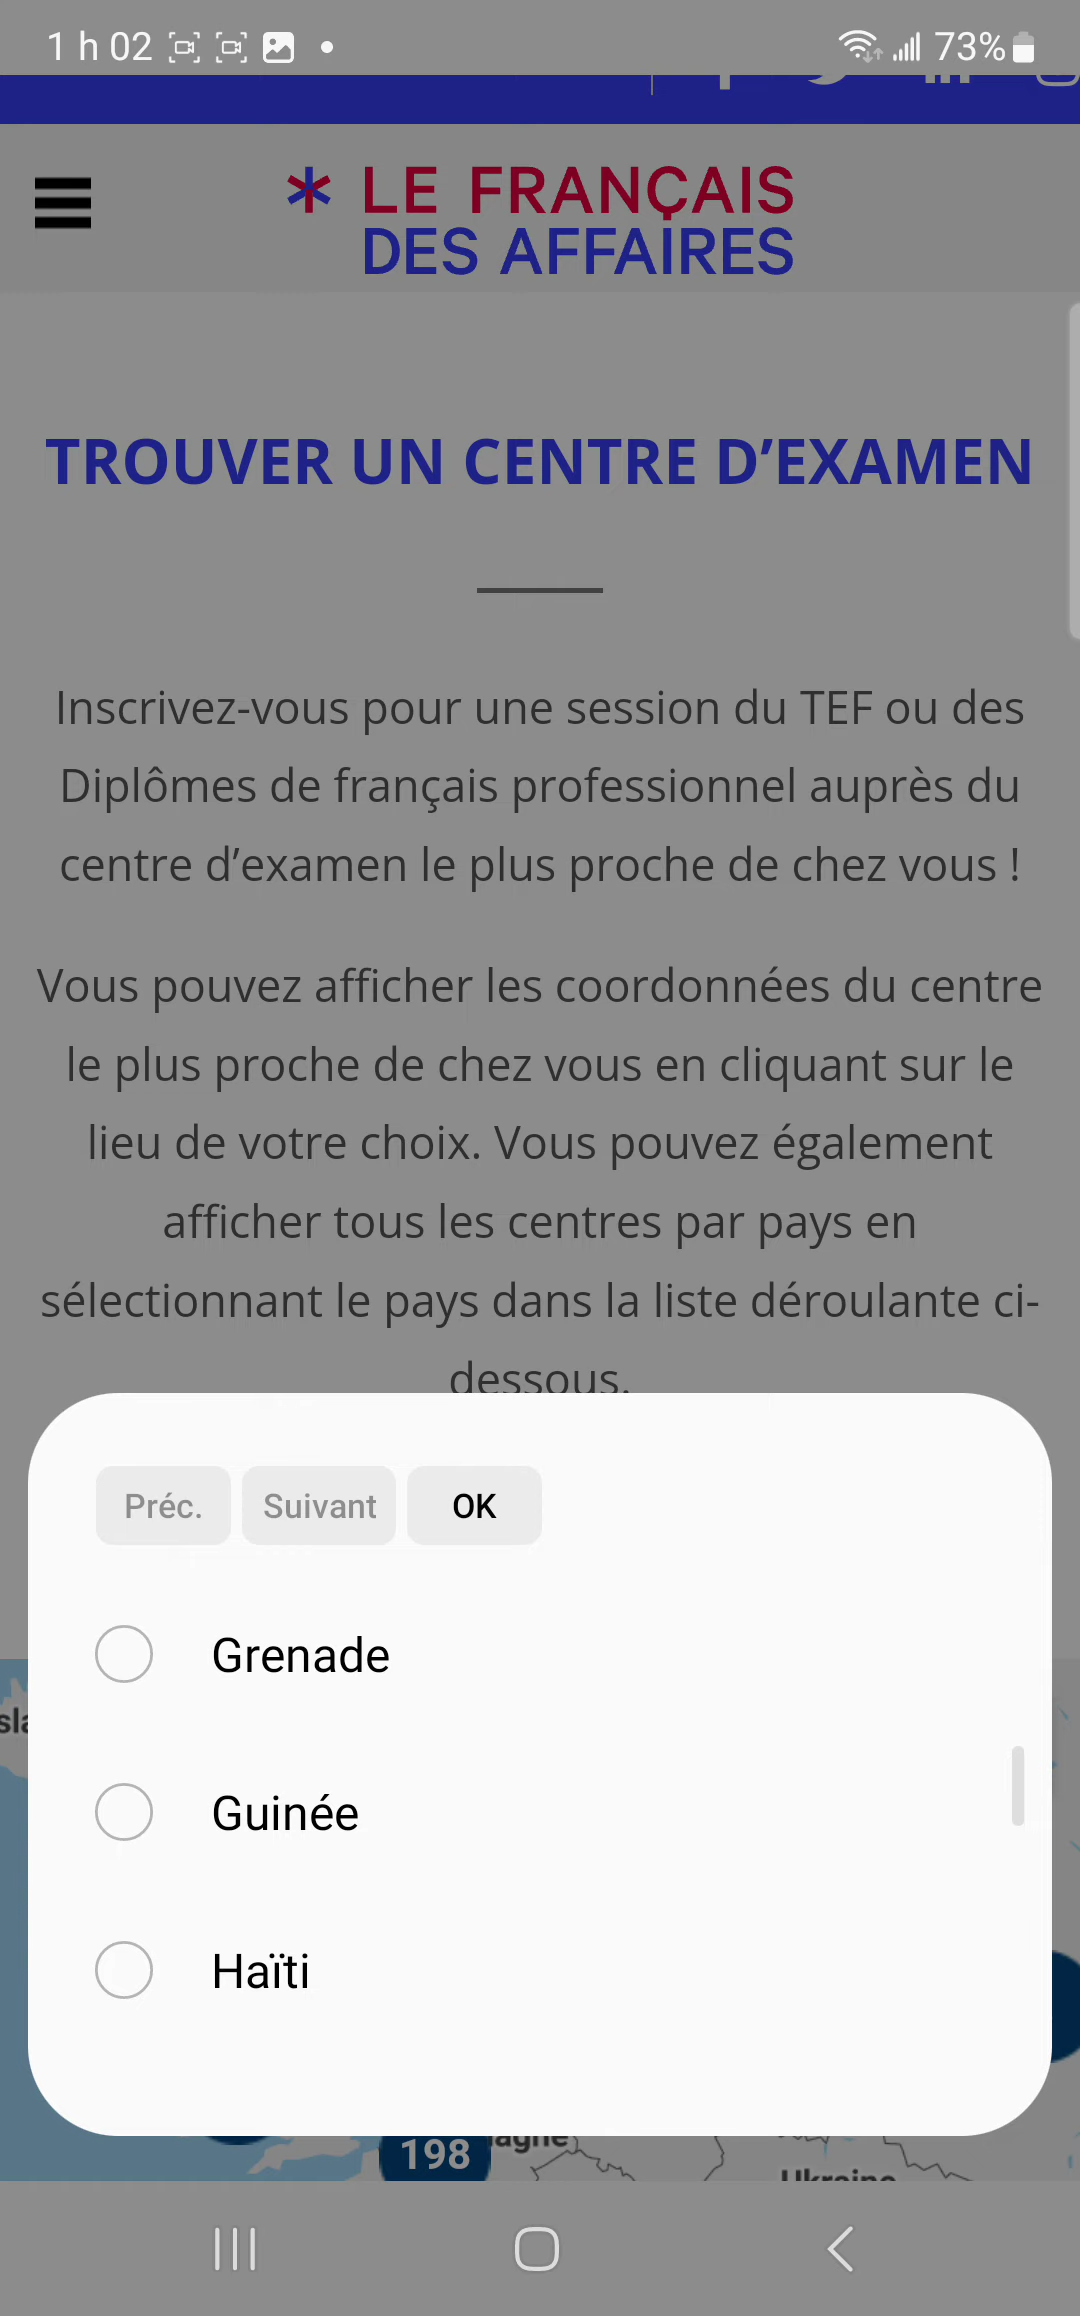 1 h 02
73%
LE FRANÇAIS
DES AFFAIRES
TROUVER UN CENTRE D’EXAMEN
Inscrivez-vous pour une session du TEF ou des
Diplômes de français professionnel auprès du
centre d’examen le plus proche de chez vous !
Vous pouvez afficher les coordonnées du centre
le plus proche de chez vous en cliquant sur le
lieu de votre choix. Vous pouvez également
afficher tous les centres par pays en
sélectionnant le pays dans la liste déroulante ci-
dessous.
Préc.
Suivant
OK
Grenade
Guinée
Haïti
198
Ukraine